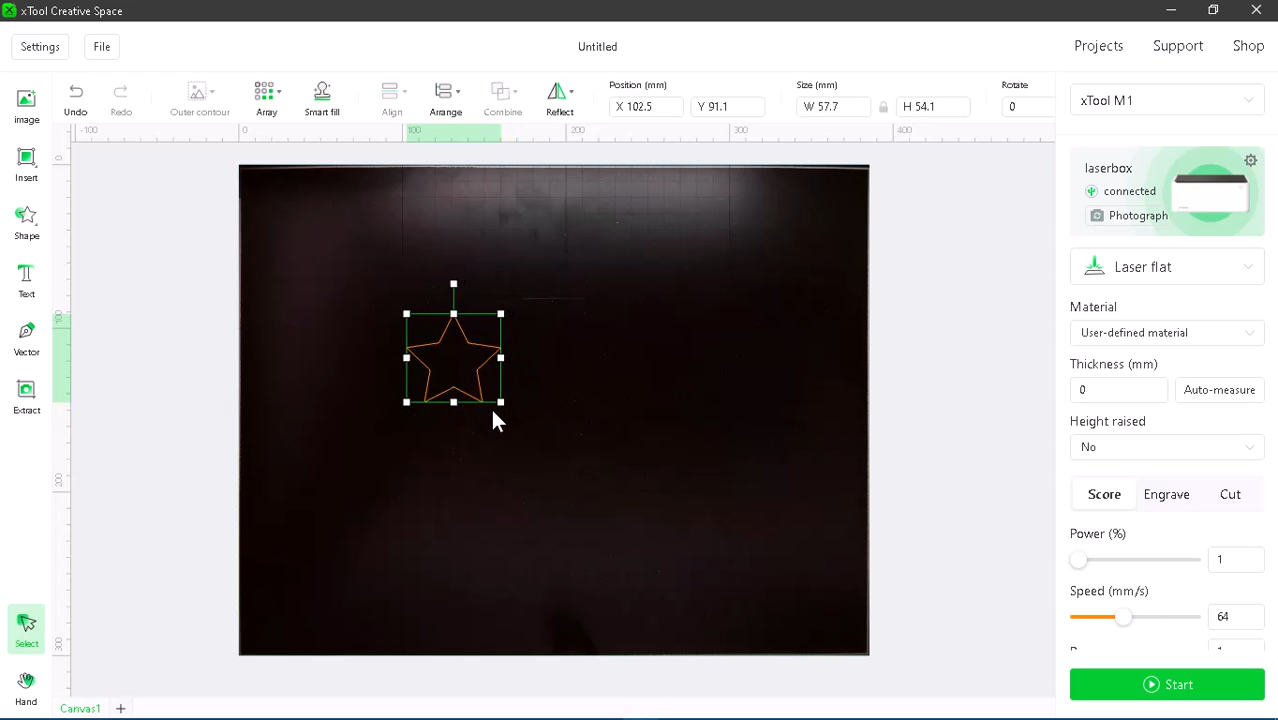 xTool Creative Space
Settings
File
Untitled
Projects
Support
Shop
image
Insert
Shape
Text
Vector
Extract
Select
Hand
Undo
Redo
Outer contour
Array
Smart fill
Align
Arrange
Combine
Reflect
Position (mm)
X 102.5
Y 91.1
Size (mm)
W 57.7
H 54.1
Rotate
0
-100
0
100
200
300
400
0
100
200
300
xTool M1
laserbox
connected
Photograph
Laser flat
Material
User-defined material
Thickness (mm)
0
Auto-measure
Height raised
No
Score
Engrave
Cut
Power (%)
1
Speed (mm/s)
64
Start
Canvas1